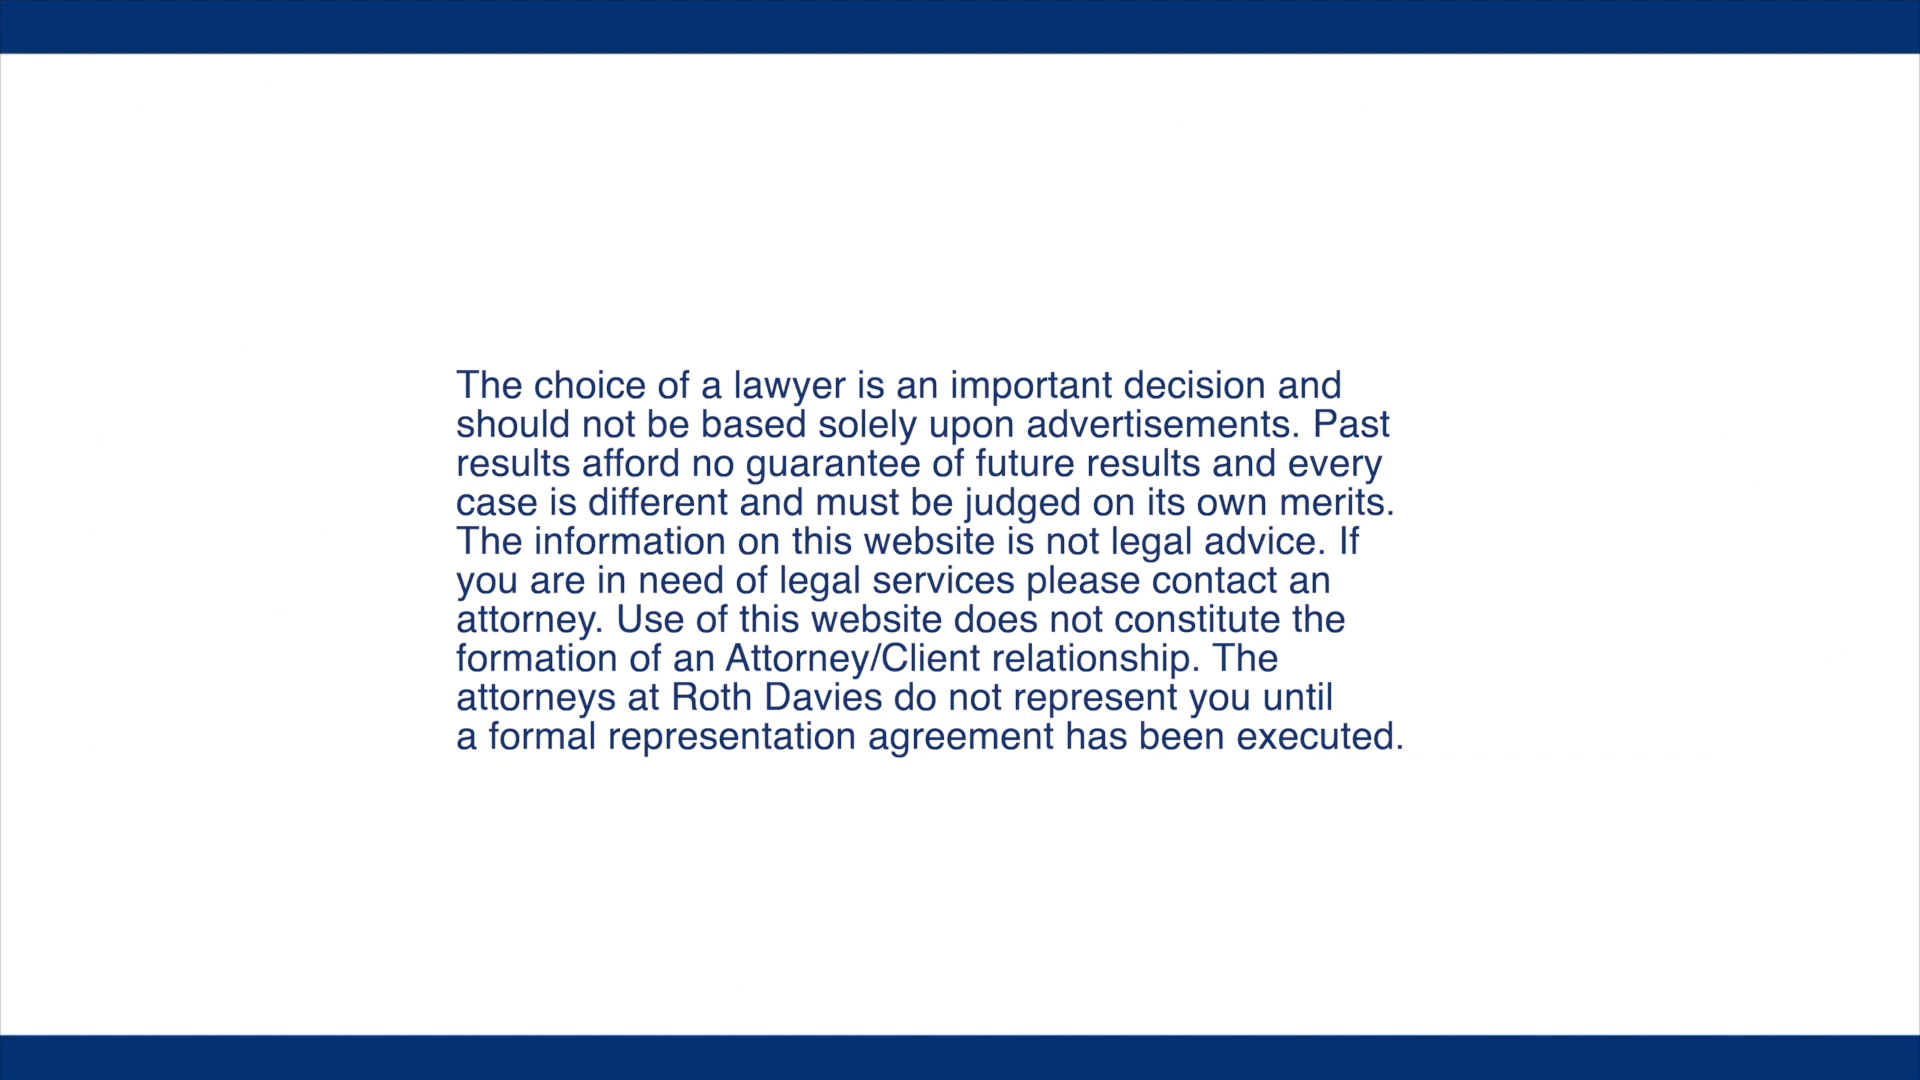 The choice of a lawyer is an important decision and
should not be based solely upon advertisements. Past
results afford no guarantee of future results and every
case is different and must be judged on its own merits.
The information on this website is not legal advice. If
you are in need of legal services please contact an
attorney. Use of this website does not constitute the
formation of an Attorney/Client relationship. The
attorneys at Roth Davies do not represent you until
a formal representation agreement has been executed.